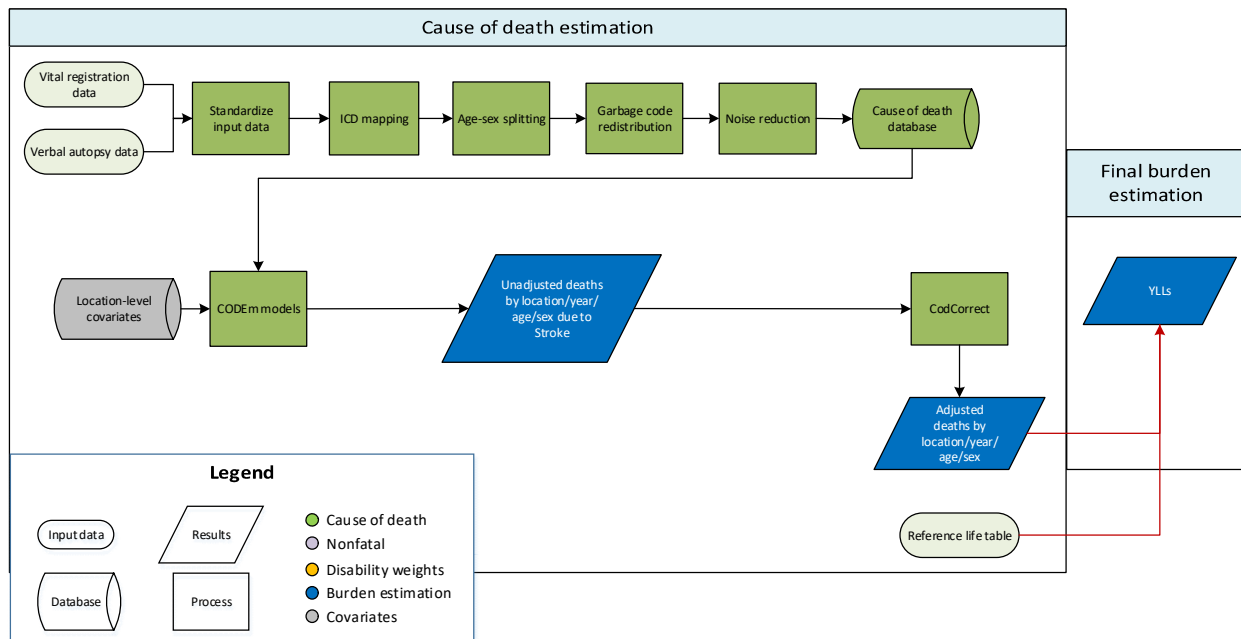 Cause of death estimation
Vital registration
data
Verbal autopsy data
Standardize
input data
ICD mapping
Age-sex splitting
Garbage code
redistribution
Noise reduction
Cause of death
database
Final burden
estimation
Location-level
covariates
CODEm models
Unadjusted deaths
by location/year/
age/sex due to
Stroke
CodCorrect
YLLs
Adjusted
deaths by
location/year/
age/sex
Reference life table
Legend
Input data
Results
Database
Process
Cause of death
Nonfatal
Disability weights
Burden estimation
Covariates